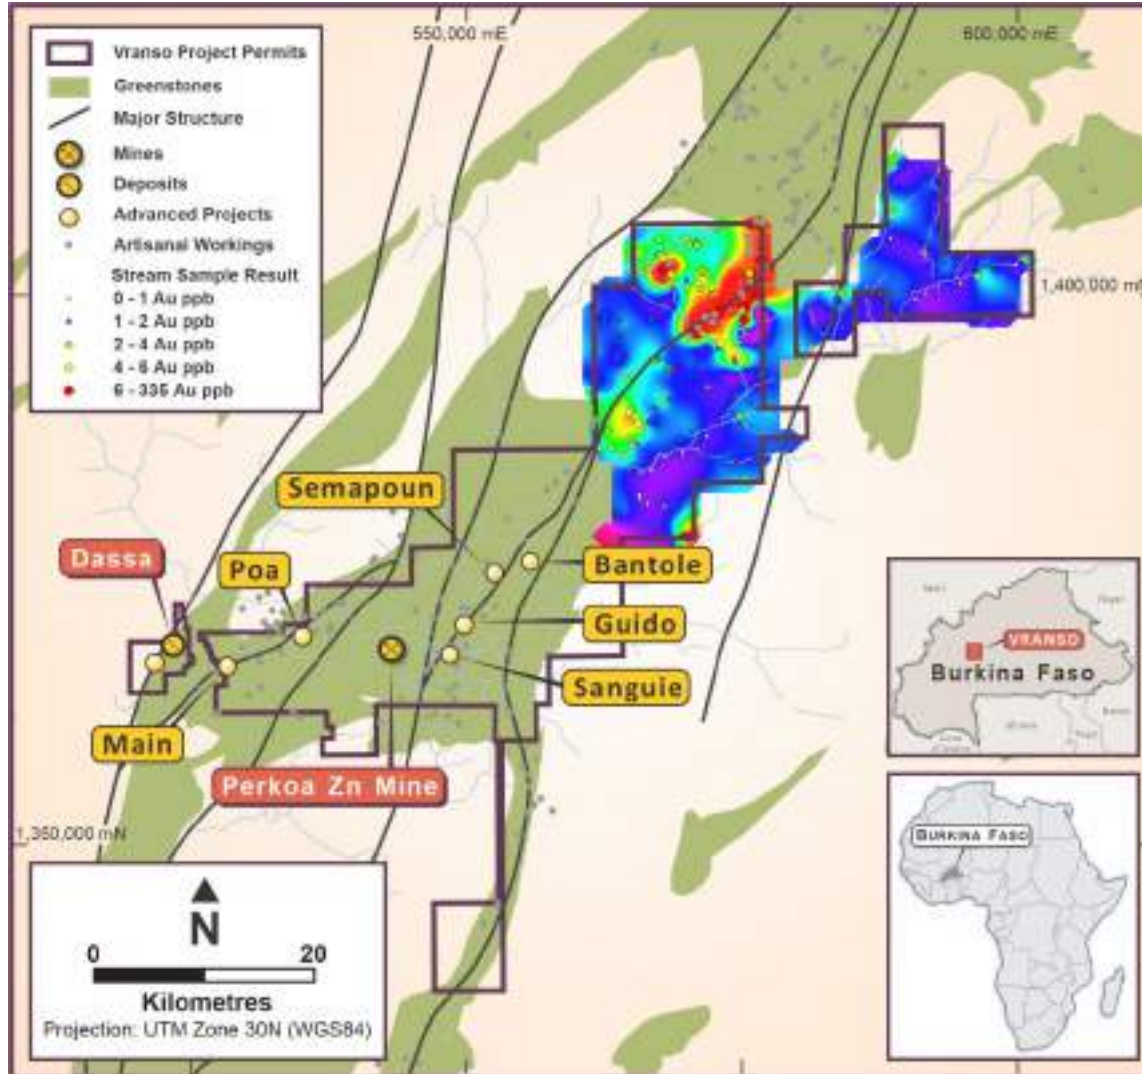 550,000 mE
600,000 mE
Vranso Project Permits
Greenstones
Major Structure
Mines
Deposits
Advanced Projects
Artisanal Workings
Stream Sample Result
0 - 1 Au ppb
1 - 2 Au ppb
2 - 4 Au ppb
4 - 6 Au ppb
6 - 335 Au ppb
1,400,000 m
Semapoun
Dassa
Poa
Bantole
Guido
Sanguie
Main
Perkoa Zn Mine
1,350,000 mN
VRANSO
Burkina Faso
BURKINA FASO
N
0 20
Kilometres
Projection: UTM Zone 30N (WGS84)